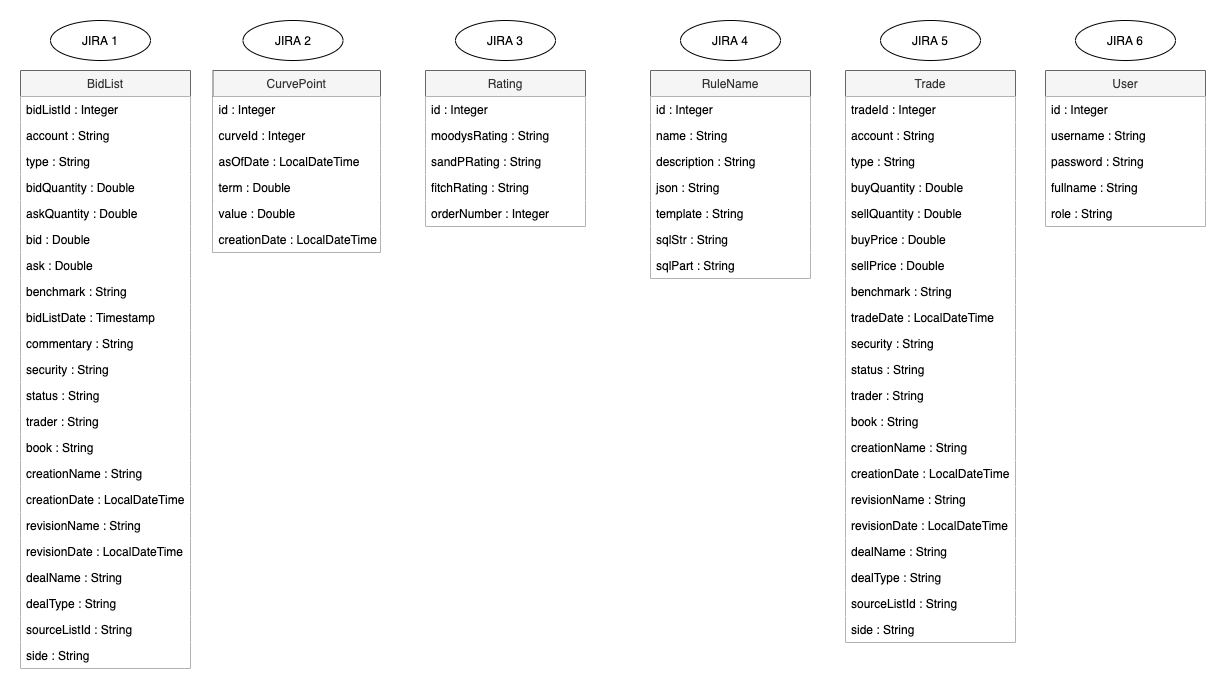 JIRA 1
BidList
bidListId : Integer
account : String
type : String
bidQuantity : Double
askQuantity : Double
bid : Double
ask : Double
benchmark : String
bidListDate : Timestamp
commentary : String
security : String
status : String
trader : String
book : String
creationName : String
creationDate : LocalDateTime
revisionName : String
revisionDate : LocalDateTime
dealName : String
dealType : String
sourceListId : String
side : String
JIRA 2
CurvePoint
id : Integer
curveId : Integer
asOfDate : LocalDateTime
term : Double
value : Double
creationDate : LocalDateTime
JIRA 3
Rating
id : Integer
moodysRating : String
sandPRating : String
fitchRating : String
orderNumber : Integer
JIRA 4
RuleName
id : Integer
name : String
description : String
json : String
template : String
sqlStr : String
sqlPart : String
JIRA 5
Trade
tradeId : Integer
account : String
type : String
buyQuantity : Double
sellQuantity : Double
buyPrice : Double
sellPrice : Double
benchmark : String
tradeDate : LocalDateTime
security : String
status : String
trader : String
book : String
creationName : String
creationDate : LocalDateTime
revisionName : String
revisionDate : LocalDateTime
dealName : String
dealType : String
sourceListId : String
side : String
JIRA 6
User
id : Integer
username : String
password : String
fullname : String
role : String